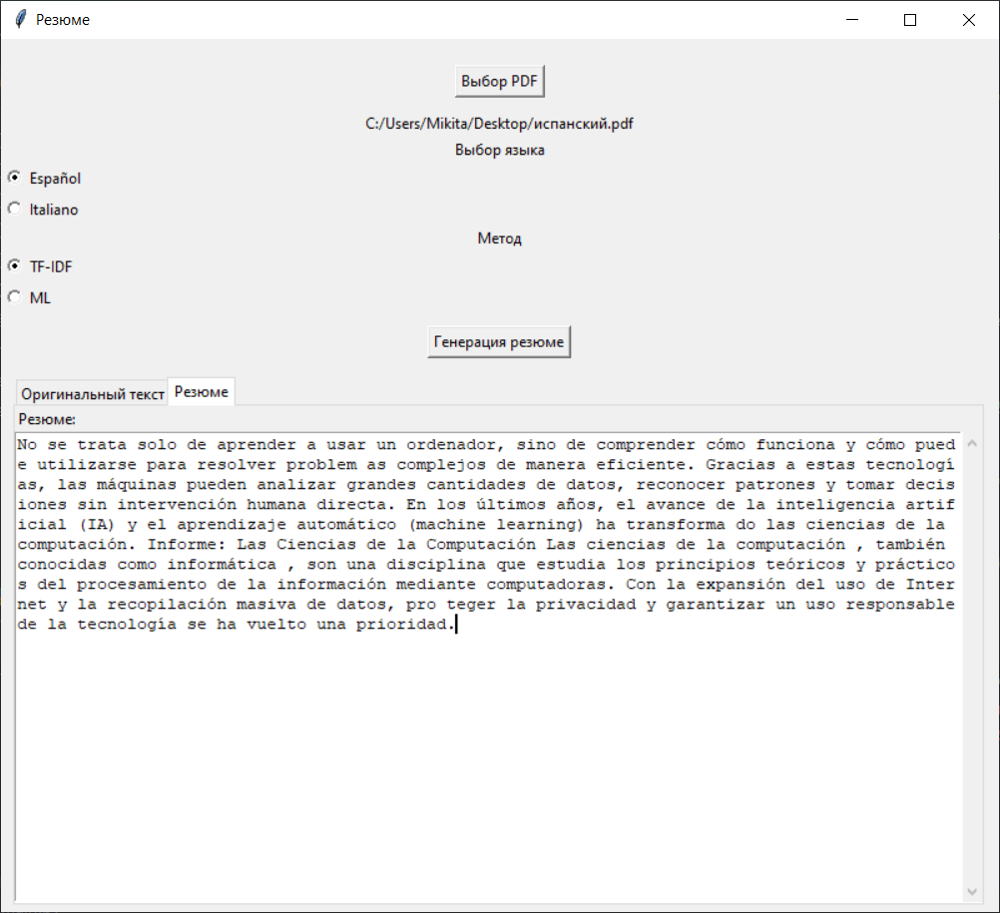 Резюме
Выбор PDF
C:/Users/Mikita/Desktop/испанский.pdf
Выбор языка
Español
Italiano
Метод
TF-IDF
ML
Генерация резюме
Оригинальный текст Резюме
Резюме:
No se trata solo de aprender a usar un ordenador, sino de comprender cómo funciona y cómo pued
e utilizarse para resolver problem as complejos de manera eficiente. Gracias a estas tecnologí
as, las máquinas pueden analizar grandes cantidades de datos, reconocer patrones y tomar decis
iones sin intervención humana directa. En los últimos años, el avance de la inteligencia artif
icial (IA) y el aprendizaje automático (machine learning) ha transforma do las ciencias de la
computación. Informe: Las Ciencias de la Computación Las ciencias de la computación , también
conocidas como informática , son una disciplina que estudia los principios teóricos y práctico
s del procesamiento de la información mediante computadoras. Con la expansión del uso de Inter
net y la recopilación masiva de datos, pro teger la privacidad y garantizar un uso responsable
de la tecnología se ha vuelto una prioridad.